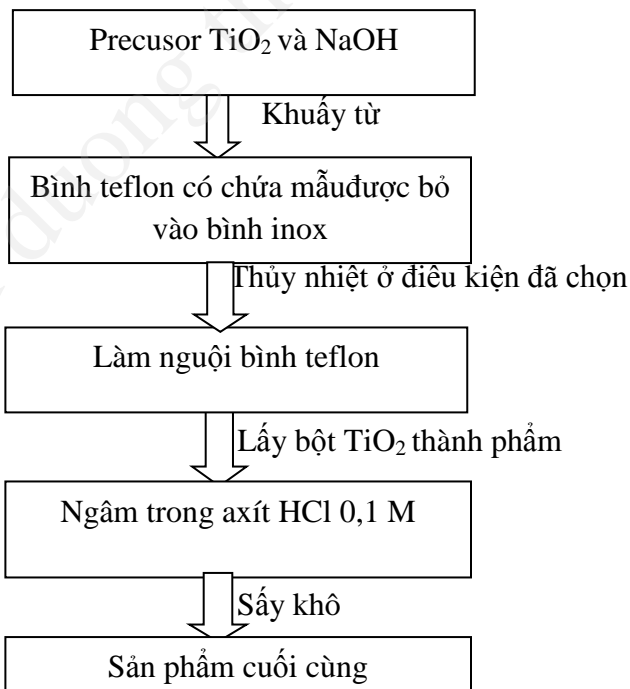 Precusor TiO₂ và NaOH
Khuấy từ
Bình teflon có chứa mẫuđược bỏ
vào bình inox
Thủy nhiệt ở điêu kiện đã chọn
Làm nguội bình teflon
Lấy bột TiO₂ thành phẩm
Ngâm trong axít HCl 0,1 M
Sấy khô
Sản phẩm cuối cùng